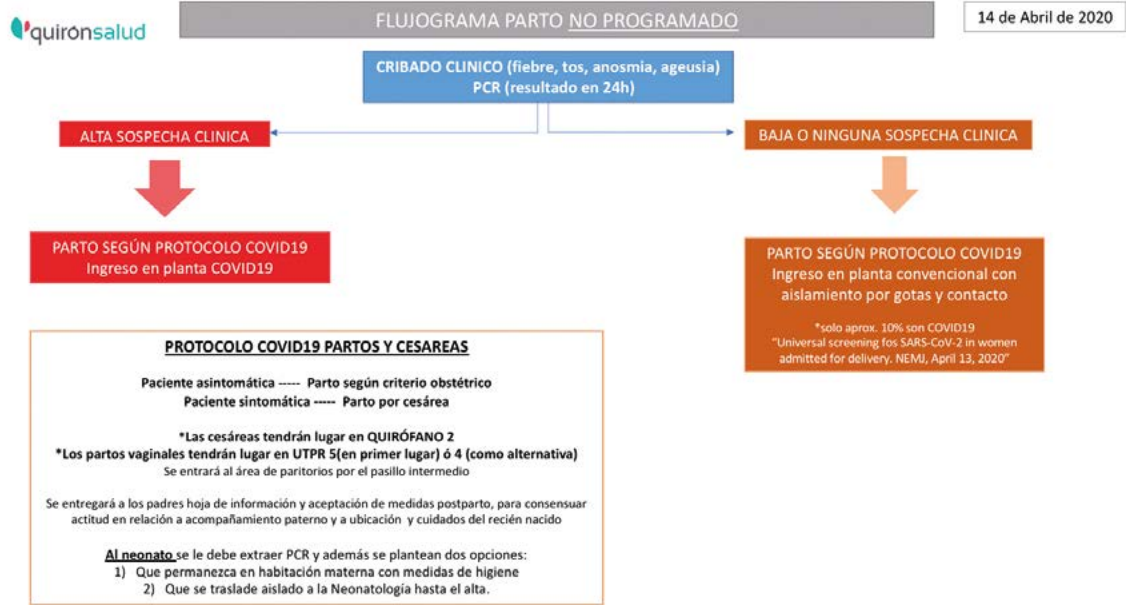 quirónsalud
FLUJOGRAMA PARTO NO PROGRAMADO
14 de Abril de 2020
CRIBADO CLINICO (fiebre, tos, anosmia, ageusia)
PCR (resultado en 24h)
ALTA SOSPECHA CLINICA
BAJA O NINGUNA SOSPECHA CLINICA
PARTO SEGÚN PROTOCOLO COVID19
Ingreso en planta COVID19
PARTO SEGÚN PROTOCOLO COVID19
Ingreso en planta convencional con
aislamiento por gotas y contacto
*solo aprox. 10% son COVID19
"Universal screening fos SARS-CoV-2 in women
admitted for delivery. NEMJ, April 13, 2020"
PROTOCOLO COVID19 PARTOS Y CESAREAS
Paciente asintomática ----- Parto según criterio obstétrico
Paciente sintomática ----- Parto por cesárea
*Las cesáreas tendrán lugar en QUIRÓFANO 2
*Los partos vaginales tendrán lugar en UTPR 5(en primer lugar) ó 4 (como alternativa)
Se entrará al área de paritorios por el pasillo intermedio
Se entregará a los padres hoja de información y aceptación de medidas postparto, para consensuar
actitud en relación a acompañamiento paterno y a ubicación y cuidados del recién nacido
Al neonato se le debe extraer PCR y además se plantean dos opciones:
1) Que permanezca en habitación materna con medidas de higiene
2) Que se traslade aislado a la Neonatología hasta el alta.